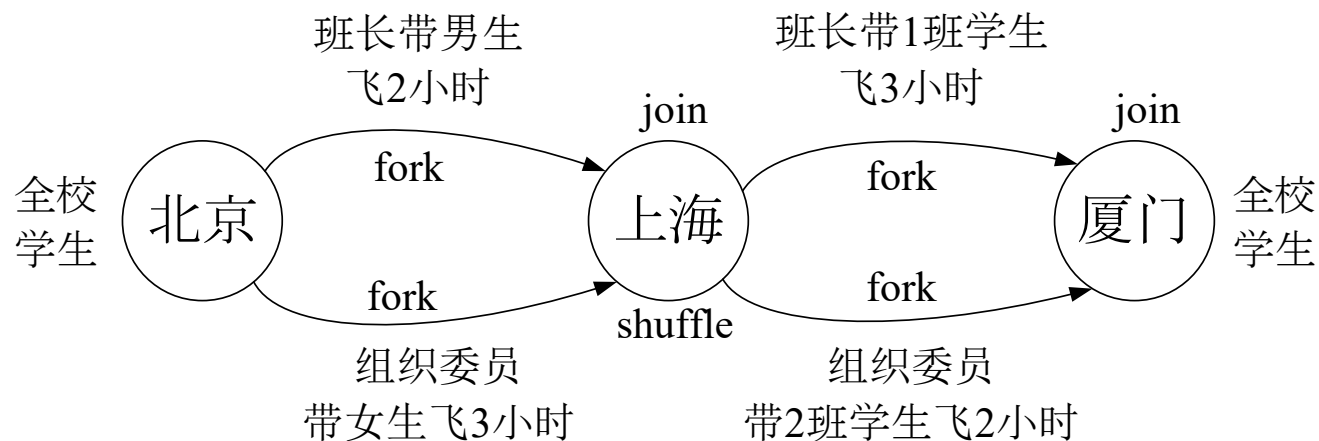 班长带男生
飞2小时
班长带1班学生
飞3小时
join
join
fork
fork
全校
学生
北京
上海
厦门
全校
学生
fork
fork
shuffle
组织委员
带女生飞3小时
组织委员
带2班学生飞2小时